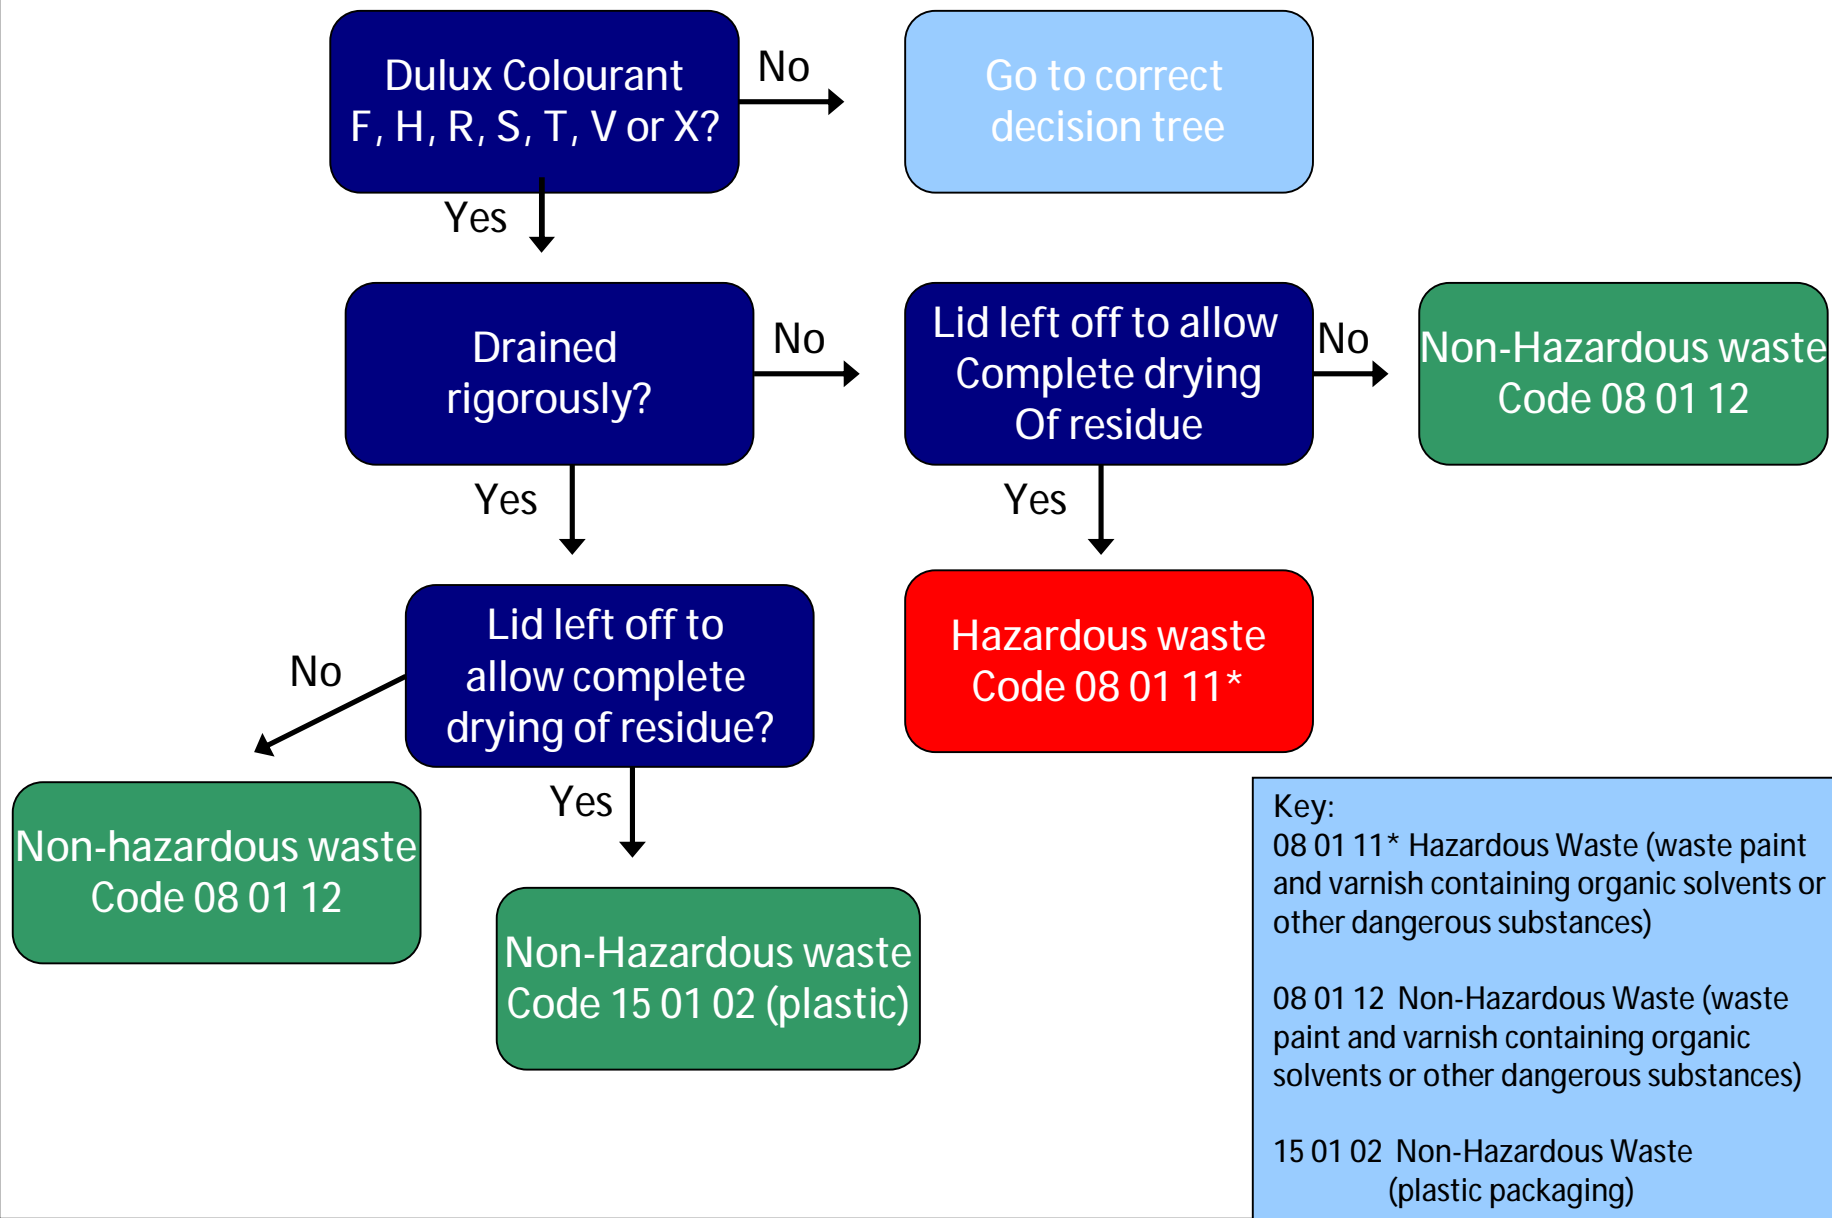 Dulux Colourant
F, H, R, S, T, V or X?
No
Go to correct
decision tree
Yes
Drained
rigorously?
No
Lid left off to allow
Complete drying
Of residue
No
Non-Hazardous waste
Code 08 01 12
Yes
Yes
Lid left off to
allow complete
drying of residue?
Hazardous waste
Code 08 01 11*
No
Yes
Non-hazardous waste
Code 08 01 12
Non-Hazardous waste
Code 15 01 02 (plastic)
Key:
08 01 11* Hazardous Waste (waste paint
and varnish containing organic solvents or
other dangerous substances)
08 01 12 Non-Hazardous Waste (waste
paint and varnish containing organic
solvents or other dangerous substances)
15 01 02 Non-Hazardous Waste
(plastic packaging)